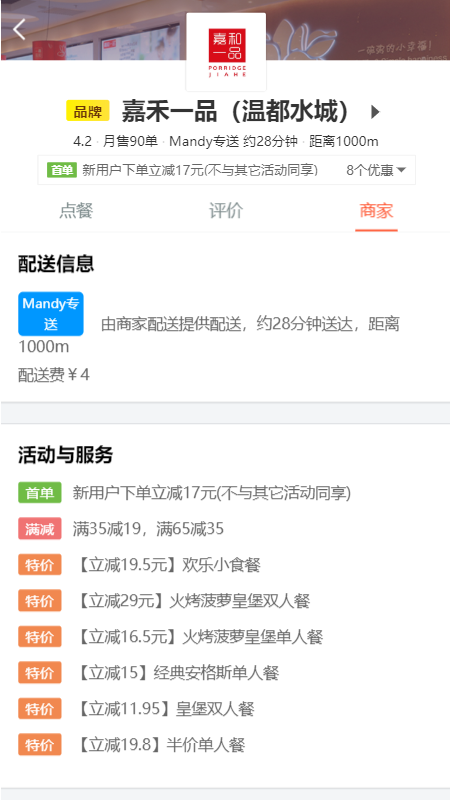 嘉和
一品
PORRIDGE
JIAHE
品牌 嘉禾一品（温都水城）
4.2 · 月售90单 · Mandy专送 约28分钟 · 距离1000m
首单 新用户下单立减17元(不与其它活动同享) 8个优惠
点餐 评价 商家
配送信息
Mandy专
送 由商家配送提供配送，约28分钟送达，距离
1000m
配送费￥4
活动与服务
首单 新用户下单立减17元(不与其它活动同享)
满减 满35减19，满65减35
特价 【立减19.5元】欢乐小食餐
特价 【立减29元】火烤菠萝皇堡双人餐
特价 【立减16.5元】火烤菠萝皇堡单人餐
特价 【立减15】经典安格斯单人餐
特价 【立减11.95】皇堡双人餐
特价 【立减19.8】半价单人餐